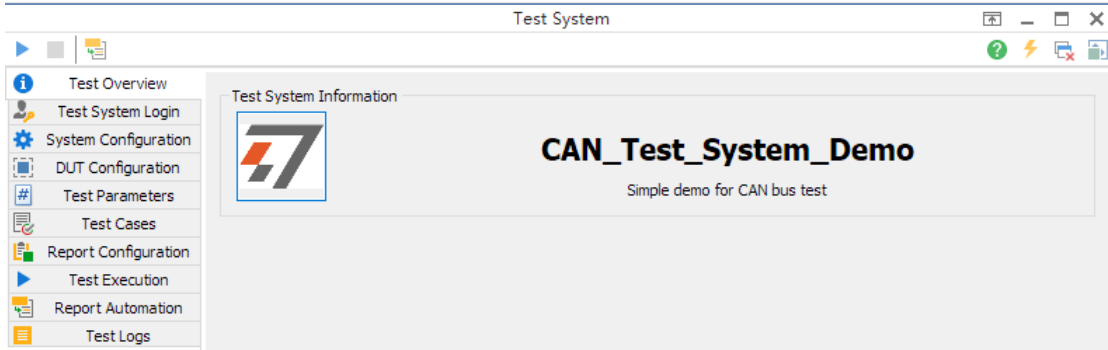 Test System
Test Overview
Test System Login
System Configuration
DUT Configuration
Test Parameters
Test Cases
Report Configuration
Test Execution
Report Automation
Test Logs
Test System Information
CAN_Test_System_Demo
Simple demo for CAN bus test